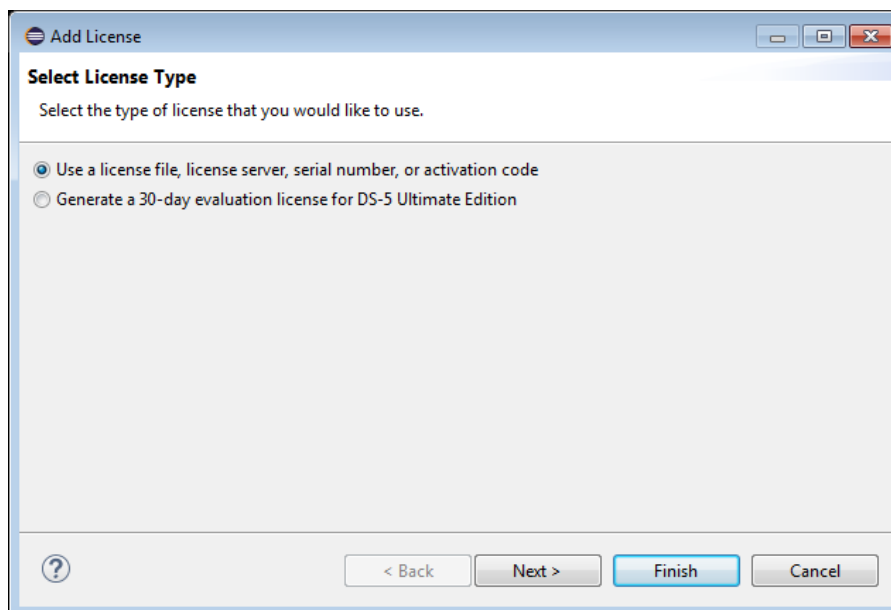 Add License
Select License Type
Select the type of license that you would like to use.
Use a license file, license server, serial number, or activation code
Generate a 30-day evaluation license for DS-5 Ultimate Edition
?
< Back Next > Finish Cancel